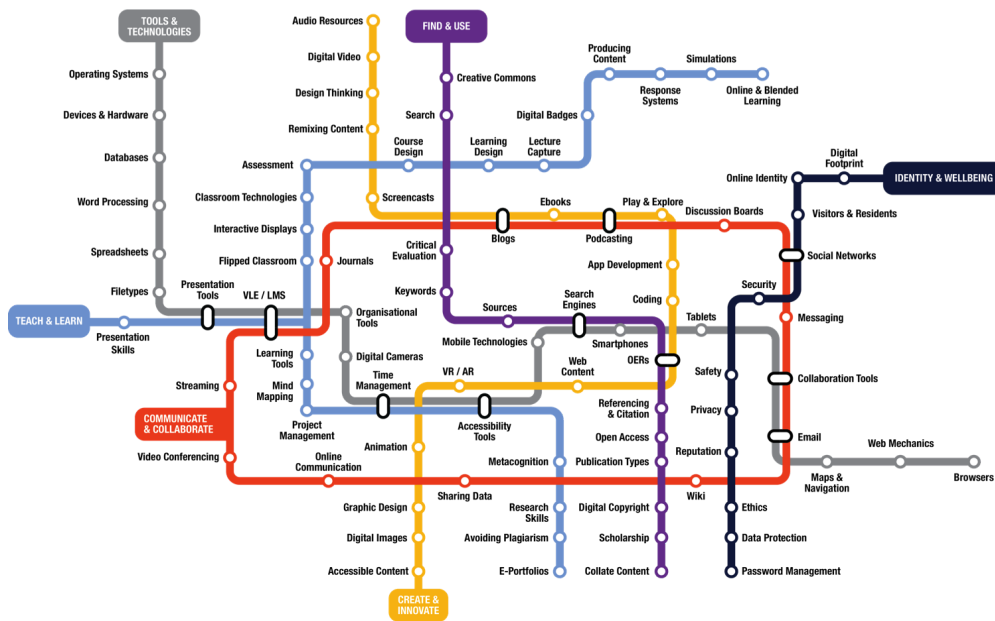 TOOLS &
TECHNOLOGIES
Operating Systems
Devices & Hardware
Databases
Word Processing
Spreadsheets
Filetypes
Presentation
Tools
VLE / LMS
Organisational
Tools
Digital Cameras
Time
Management
Accessibility
Tools
Mobile Technologies
Search
Engines
Smartphones
Tablets
Collaboration Tools
Email
Maps &
Navigation
Web Mechanics
Browsers
Audio Resources
Digital Video
Design Thinking
Remixing Content
Screencasts
Blogs
Ebooks
Podcasting
Play & Explore
App Development
Coding
OERs
Web
Content
VR / AR
Animation
Graphic Design
Digital Images
Accessible Content
CREATE &
INNOVATE
FIND & USE
Creative Commons
Search
Critical
Evaluation
Keywords
Sources
Referencing
& Citation
Open Access
Publication Types
Digital Copyright
Scholarship
Collate Content
TEACH & LEARN
Presentation
Skills
Assessment
Classroom Technologies
Interactive Displays
Flipped Classroom
Learning
Tools
Mind
Mapping
Project
Management
Course
Design
Learning
Design
Lecture
Capture
Digital Badges
Producing
Content
Response
Systems
Simulations
Online & Blended
Learning
Metacognition
Research
Skills
Avoiding Plagiarism
E-Portfolios
COMMUNICATE
& COLLABORATE
Streaming
Video Conferencing
Journals
Discussion Boards
Social Networks
Messaging
Online
Communication
Sharing Data
Wiki
IDENTITY & WELLBEING
Digital
Footprint
Online Identity
Visitors & Residents
Security
Safety
Privacy
Reputation
Ethics
Data Protection
Password Management